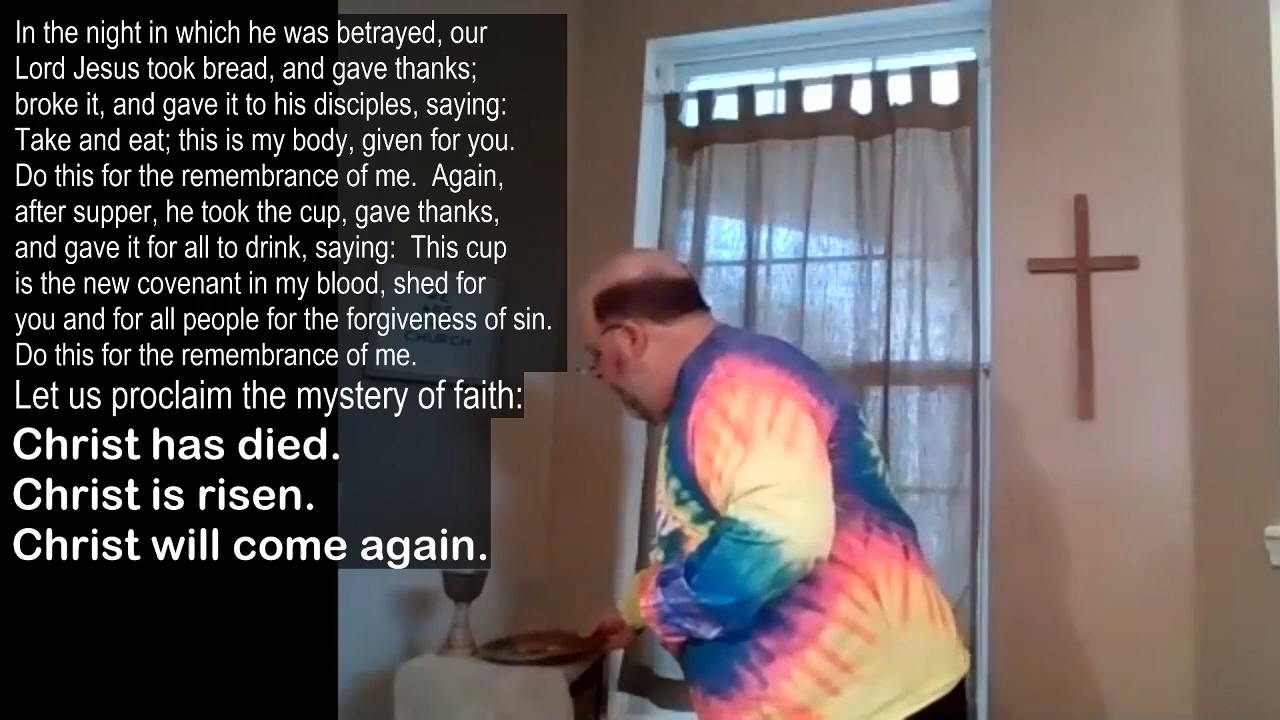 In the night in which he was betrayed, our
Lord Jesus took bread, and gave thanks;
broke it, and gave it to his disciples, saying:
Take and eat; this is my body, given for you.
Do this for the remembrance of me.  Again,
after supper, he took the cup, gave thanks,
and gave it for all to drink, saying:  This cup
is the new covenant in my blood, shed for
you and for all people for the forgiveness of sin.
Do this for the remembrance of me.
Let us proclaim the mystery of faith:
Christ has died.
Christ is risen.
Christ will come again.
WE
ARE
CHURCH